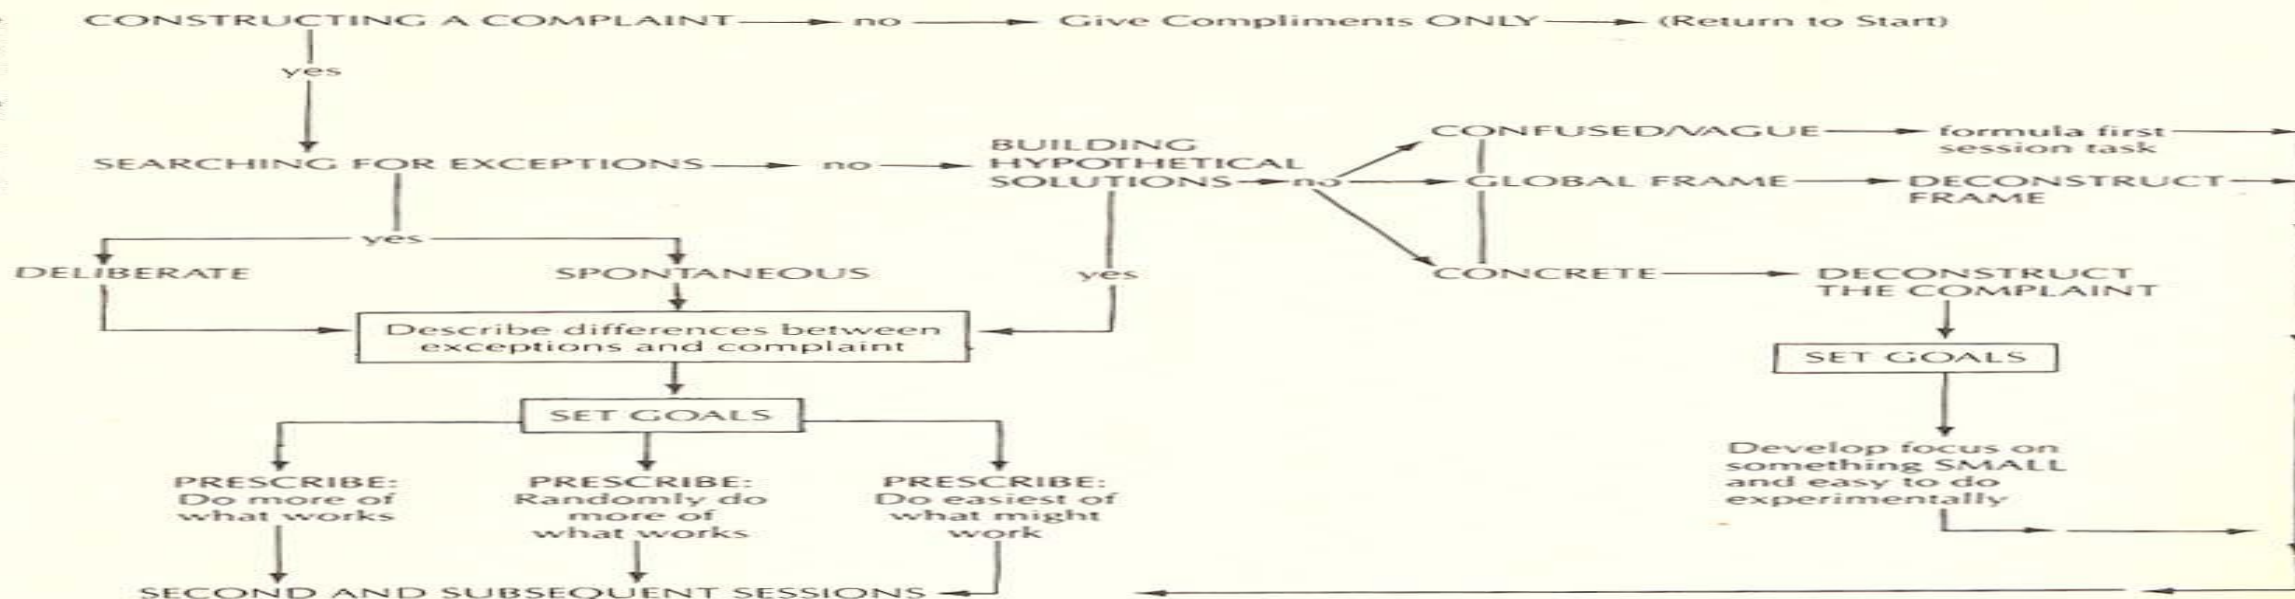 CONSTRUCTING A COMPLAINT no Give Compliments ONLY (Return to Start)
yes
SEARCHING FOR EXCEPTIONS no
BUILDING
HYPOTHETICAL
SOLUTIONS no
CONFUSED/VAGUE
formula first
session task
GLOBAL FRAME
DECONSTRUCT
FRAME
yes
DELIBERATE
SPONTANEOUS
yes
CONCRETE
DECONSTRUCT
THE COMPLAINT
Describe differences between
exceptions and complaint
SET GOALS
SET GOALS
Develop focus on
something SMALL
and easy to do
experimentally
PRESCRIBE:
Do more of
what works
PRESCRIBE:
Randomly do
more of
what works
PRESCRIBE:
Do easiest of
what might
work
SECOND AND SUBSEQUENT SESSIONS